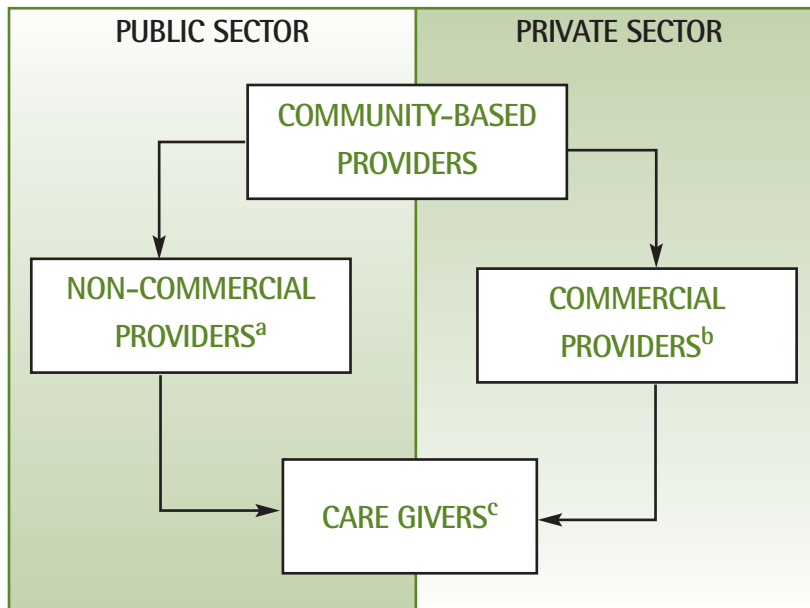 PUBLIC SECTOR
PRIVATE SECTOR
COMMUNITY-BASED
PROVIDERS
NON-COMMERCIAL
PROVIDERSᵃ
COMMERCIAL
PROVIDERSᵇ
CARE GIVERSᶜ